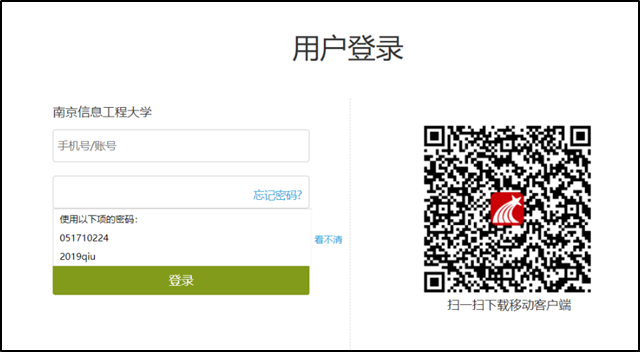 用户登录
南京信息工程大学
手机号/账号
忘记密码?
使用以下项的密码:
051710224
看不清
2019qiu
登录
扫一扫下载移动客户端